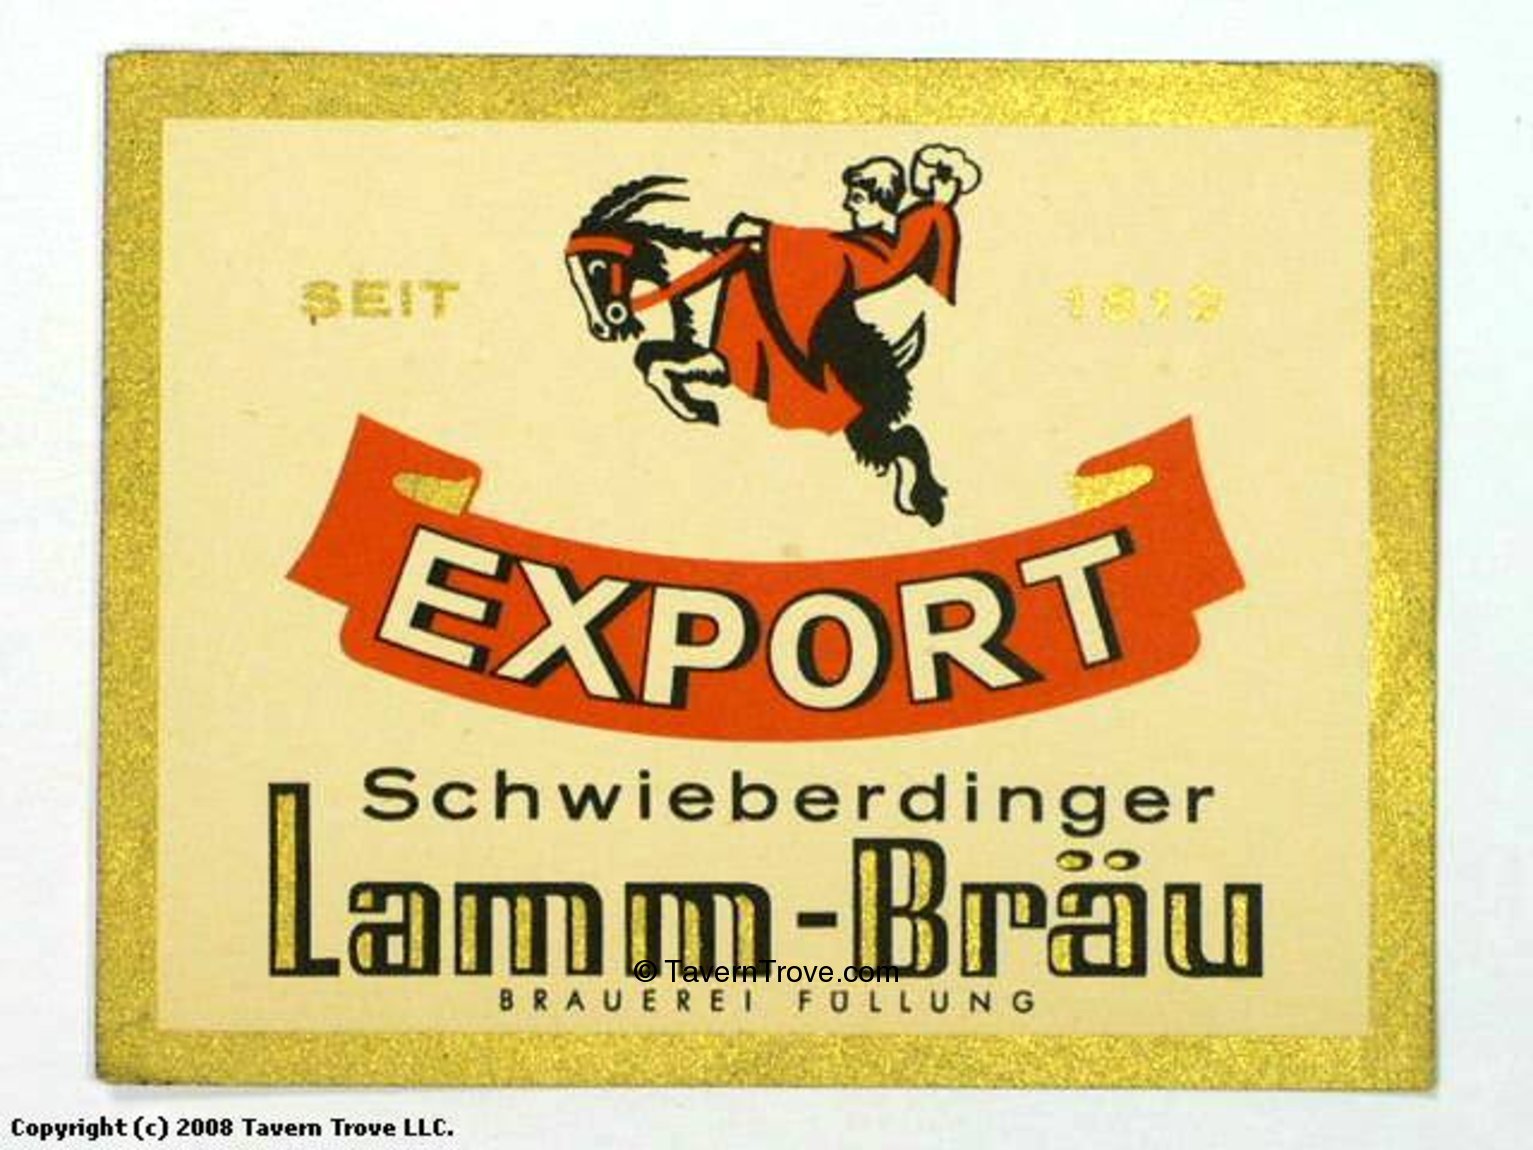 SEIT
EXPORT
Schwieberdinger
Lamm-Bräu
© TavernTrove.com
BRAUEREI FÜLLUNG
Copyright (c) 2008 Tavern Trove LLC.